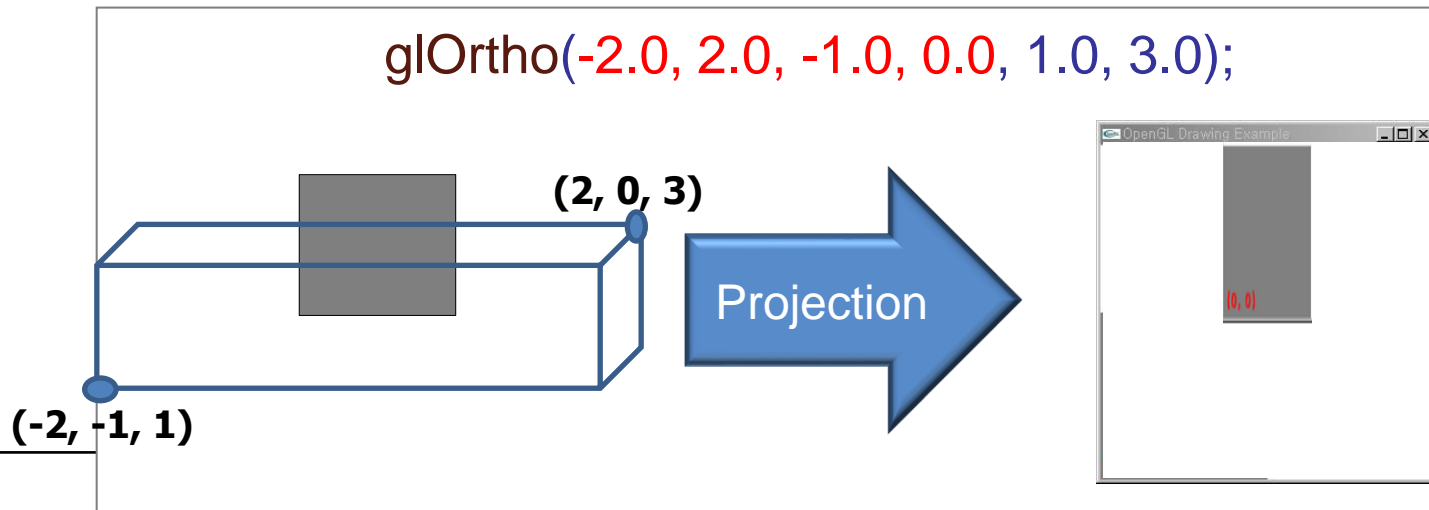 glOrtho(-2.0, 2.0, -1.0, 0.0, 1.0, 3.0);
OpenGL Drawing Example
(2, 0, 3)
Projection
(0, 0)
(-2, -1, 1)